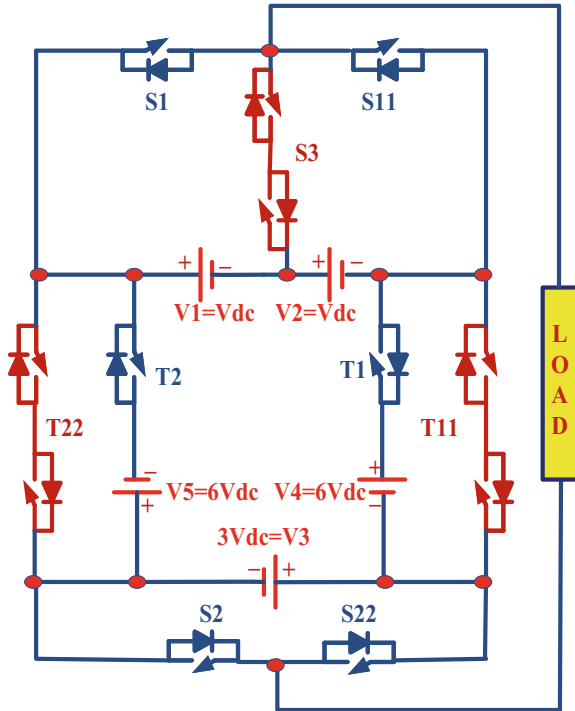 S1
S11
S3
+ − + −
V1=Vdc V2=Vdc
T2
T1
T22
T11
L
O
A
D
−
+
V5=6Vdc V4=6Vdc
+
−
3Vdc=V3
− +
S2
S22